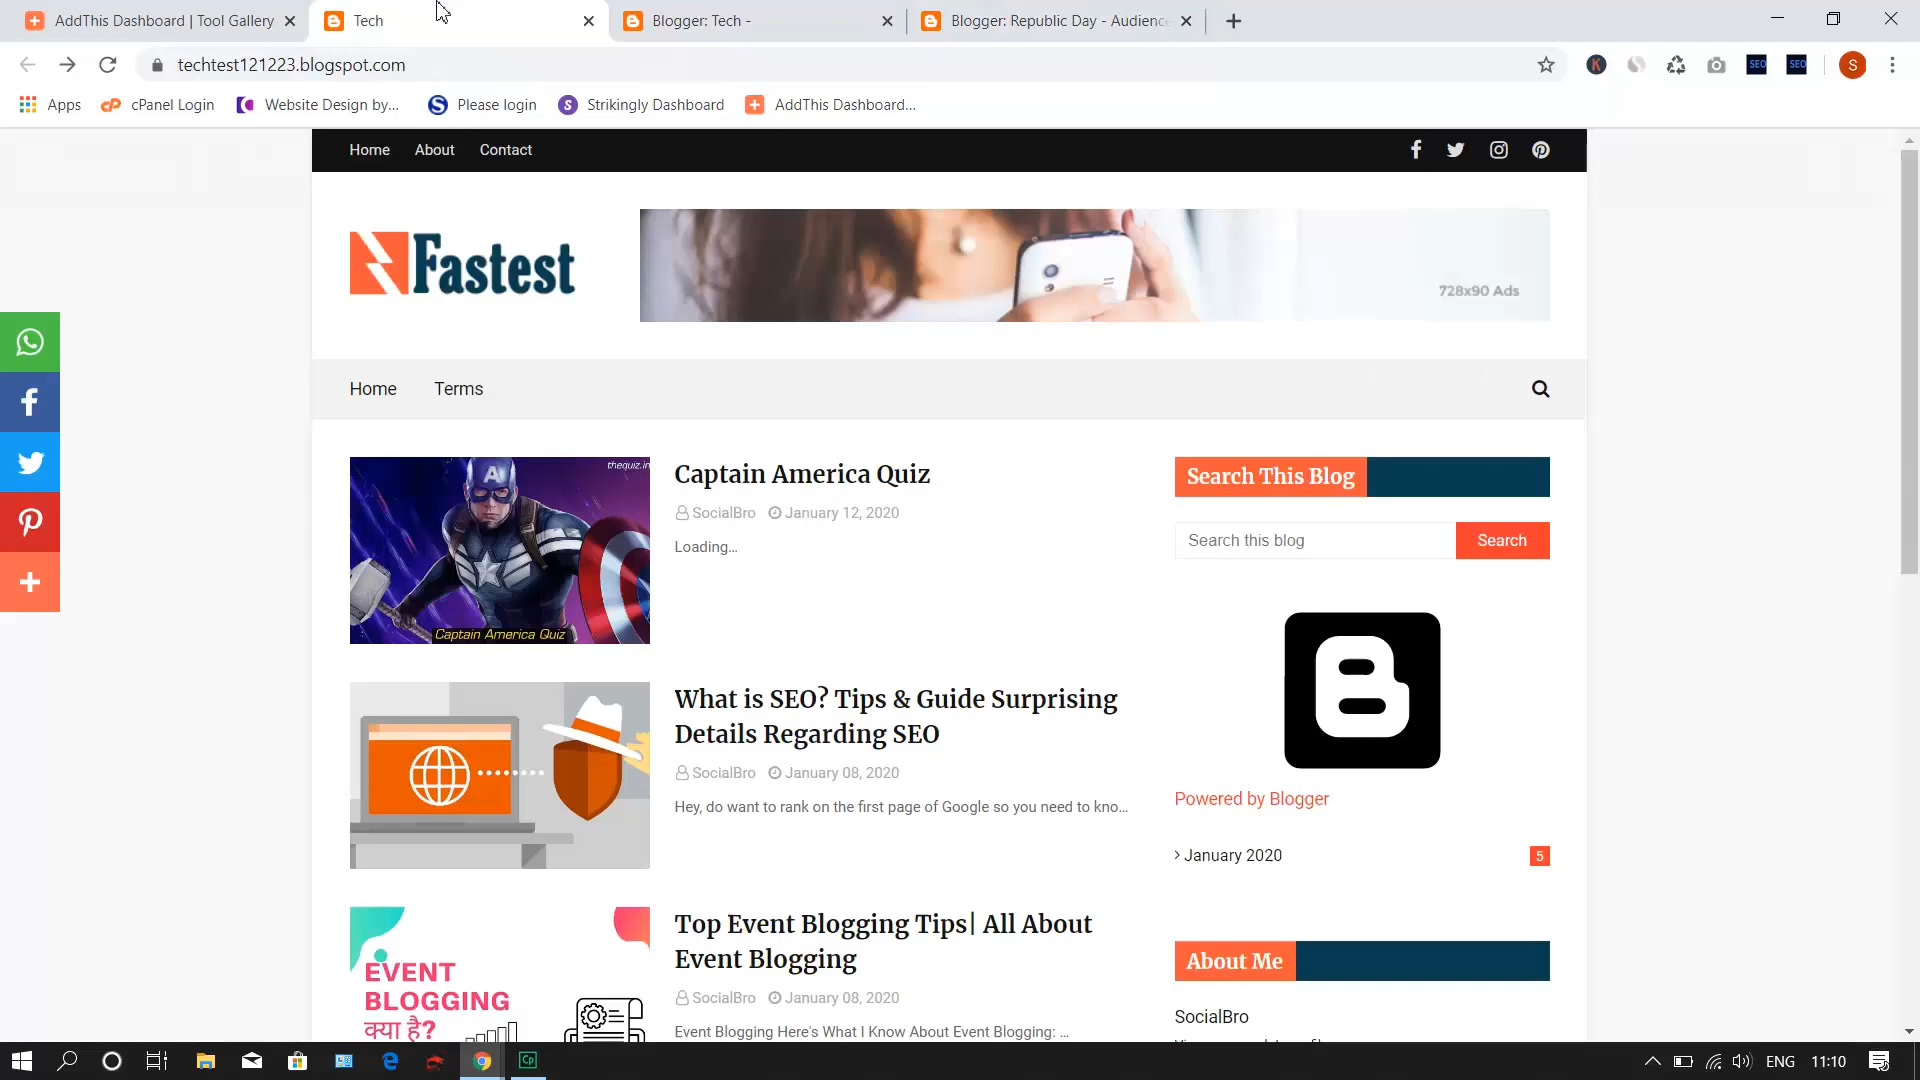 AddThis Dashboard | Tool Gallery
Tech
Blogger: Tech -
Blogger: Republic Day - Audience
techtest121223.blogspot.com
K
SEO
SEO
S
Apps
cPanel Login
Website Design by...
Please login
Strikingly Dashboard
AddThis Dashboard...
Home About Contact
Fastest
728x90 Ads
Home Terms
thequiz.in
Captain America Quiz
Captain America Quiz
SocialBro January 12, 2020
Loading...
Search This Blog
Search this blog
Search
What is SEO? Tips & Guide Surprising
Details Regarding SEO
SocialBro January 08, 2020
Hey, do want to rank on the first page of Google so you need to kno...
Powered by Blogger
January 2020 5
EVENT
BLOGGING
क्या है?
Top Event Blogging Tips| All About
Event Blogging
SocialBro January 08, 2020
Event Blogging Here's What I Know About Event Blogging: ...
About Me
SocialBro
Cp
ENG
11:10